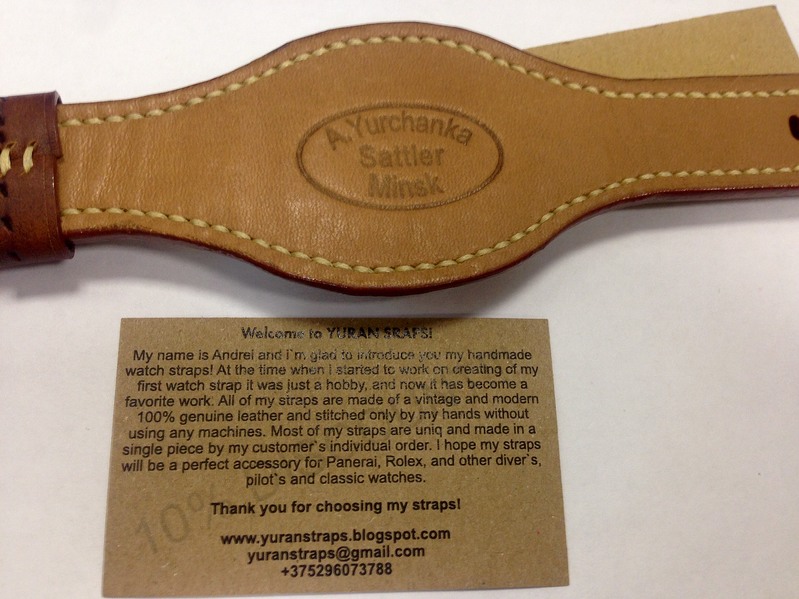 A.Yurchanka
Sattler
Minsk
Welcome to YURAN SRAPS!
My name is Andrei and I`m glad to introduce you my handmade
watch straps! At the time when I started to work on creating of my
first watch strap it was just a hobby, and now it has become a
favorite work. All of my straps are made of a vintage and modern
100% genuine leather and stitched only by my hands without
using any machines. Most of my straps are uniq and made in a
single piece by my customer`s individual order. I hope my straps
will be a perfect accessory for Panerai, Rolex, and other diver`s,
pilot`s and classic watches.
10%
Thank you for choosing my straps!
www.yuranstraps.blogspot.com
yuranstraps@gmail.com
+375296073788